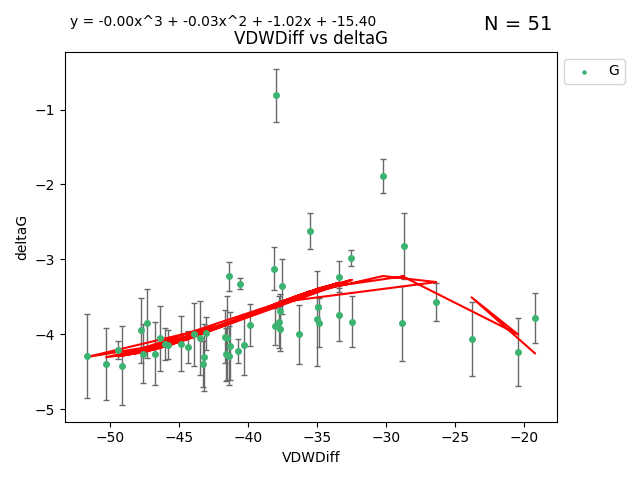 y = -0.00x^3 + -0.03x^2 + -1.02x + -15.40
N = 51
VDWDiff vs deltaG
G
−1
−2
−3
−4
−5
deltaG
−50 −45 −40 −35 −30 −25 −20
VDWDiff